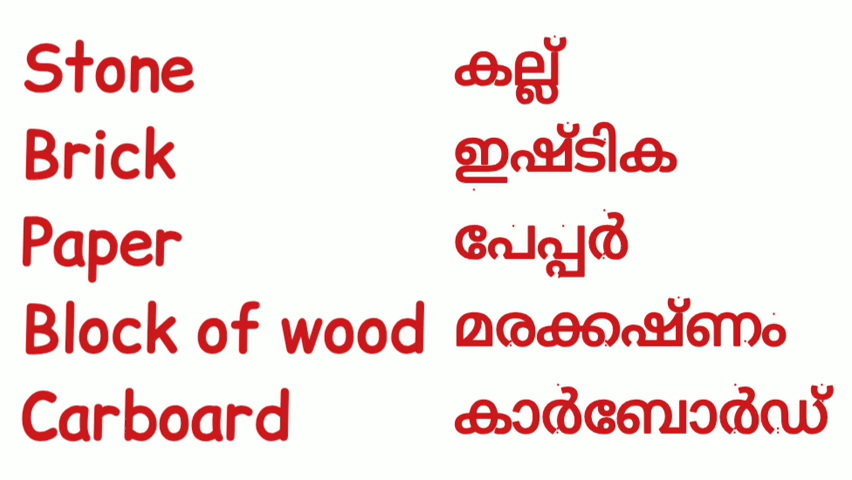 Stone കല്ല്
Brick ഇഷ്ടിക
Paper പേപ്പർ
Block of wood മരക്കഷ്ണം
Carboard കാർബോർഡ്